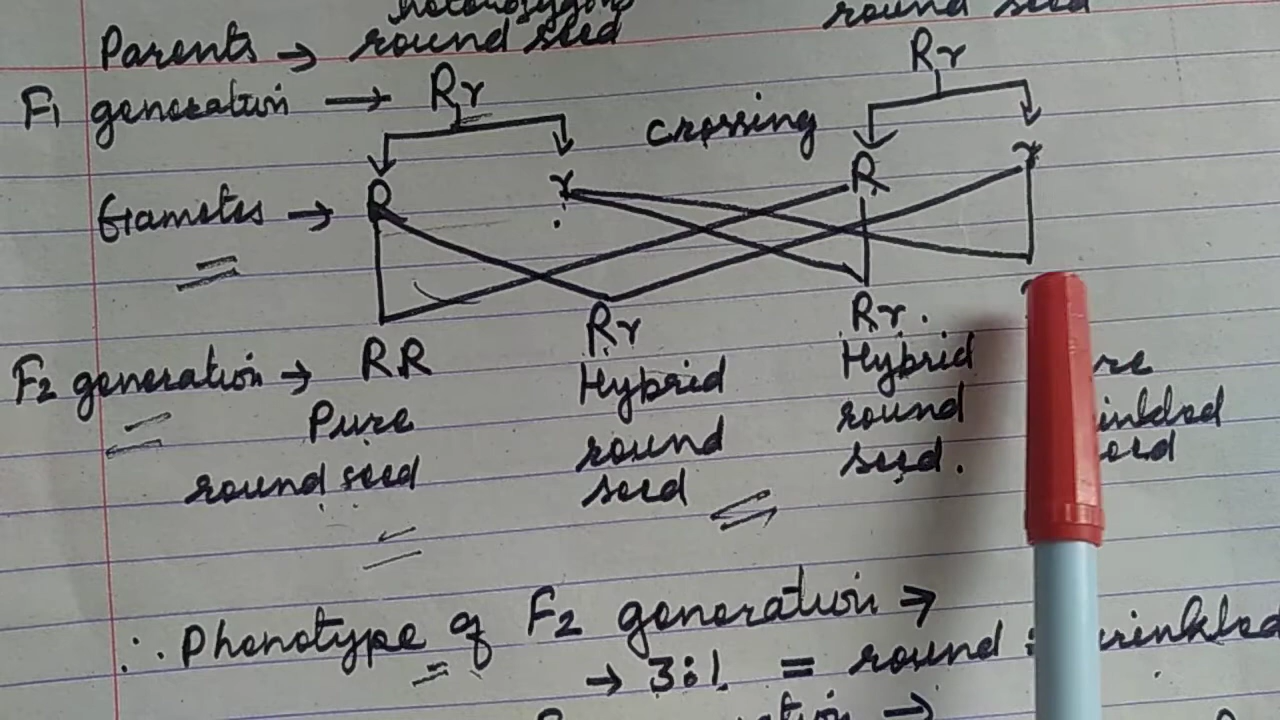 round seed
Parents → round seed
Rr
F1 generation → Rr
crossing
Gametes → R r R r
Rr
Rr.
F2 generation → RR
Hybrid
Hybrid
Pure
round
round
seed.
round seed
seed
∴ Phenotype of F2 generation →
→ 3:1 = round :
→